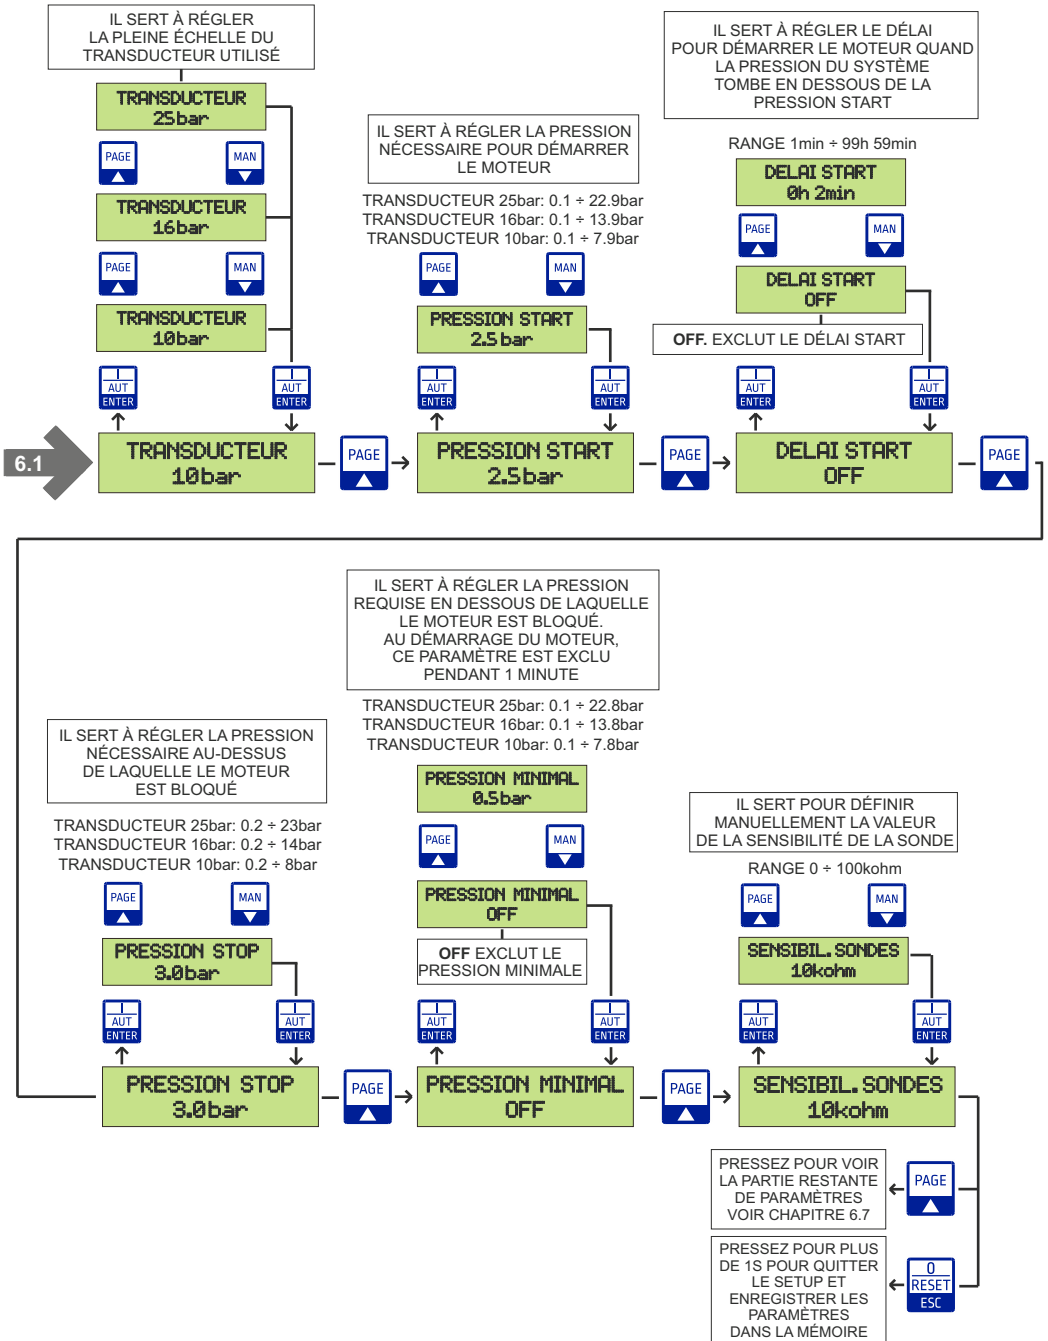 IL SERT À RÉGLER
LA PLEINE ÉCHELLE DU
TRANSDUCTEUR UTILISÉ
TRANSDUCTEUR
25bar
PAGE
MAN
TRANSDUCTEUR
16bar
PAGE
MAN
TRANSDUCTEUR
10bar
AUT
ENTER
AUT
ENTER
6.1
TRANSDUCTEUR
10bar
PAGE
IL SERT À RÉGLER LA PRESSION
NÉCESSAIRE POUR DÉMARRER
LE MOTEUR
TRANSDUCTEUR 25bar: 0.1 ÷ 22.9bar
TRANSDUCTEUR 16bar: 0.1 ÷ 13.9bar
TRANSDUCTEUR 10bar: 0.1 ÷ 7.9bar
PAGE
MAN
PRESSION START
2.5 bar
AUT
ENTER
AUT
ENTER
PRESSION START
2.5bar
PAGE
IL SERT À RÉGLER LE DÉLAI
POUR DÉMARRER LE MOTEUR QUAND
LA PRESSION DU SYSTÈME
TOMBE EN DESSOUS DE LA
PRESSION START
RANGE 1min ÷ 99h 59min
DELAI START
0h 2min
PAGE
MAN
DELAI START
OFF
OFF. EXCLUT LE DÉLAI START
AUT
ENTER
AUT
ENTER
DELAI START
OFF
PAGE
IL SERT À RÉGLER LA PRESSION
NÉCESSAIRE AU-DESSUS
DE LAQUELLE LE MOTEUR
EST BLOQUÉ
TRANSDUCTEUR 25bar: 0.2 ÷ 23bar
TRANSDUCTEUR 16bar: 0.2 ÷ 14bar
TRANSDUCTEUR 10bar: 0.2 ÷ 8bar
PAGE
MAN
PRESSION STOP
3.0bar
AUT
ENTER
AUT
ENTER
PRESSION STOP
3.0bar
PAGE
IL SERT À RÉGLER LA PRESSION
REQUISE EN DESSOUS DE LAQUELLE
LE MOTEUR EST BLOQUÉ.
AU DÉMARRAGE DU MOTEUR,
CE PARAMÈTRE EST EXCLU
PENDANT 1 MINUTE
TRANSDUCTEUR 25bar: 0.1 ÷ 22.8bar
TRANSDUCTEUR 16bar: 0.1 ÷ 13.8bar
TRANSDUCTEUR 10bar: 0.1 ÷ 7.8bar
PRESSION MINIMAL
0.5bar
PAGE
MAN
PRESSION MINIMAL
OFF
OFF EXCLUT LE
PRESSION MINIMALE
AUT
ENTER
AUT
ENTER
PRESSION MINIMAL
OFF
PAGE
IL SERT POUR DÉFINIR
MANUELLEMENT LA VALEUR
DE LA SENSIBILITÉ DE LA SONDE
RANGE 0 ÷ 100kohm
PAGE
MAN
SENSIBIL. SONDES
10kohm
AUT
ENTER
AUT
ENTER
SENSIBIL. SONDES
10kohm
PRESSEZ POUR VOIR
LA PARTIE RESTANTE
DE PARAMÈTRES
VOIR CHAPITRE 6.7
PAGE
PRESSEZ POUR PLUS
DE 1S POUR QUITTER
LE SETUP ET
ENREGISTRER LES
PARAMÈTRES
DANS LA MÉMOIRE
0
RESET
ESC